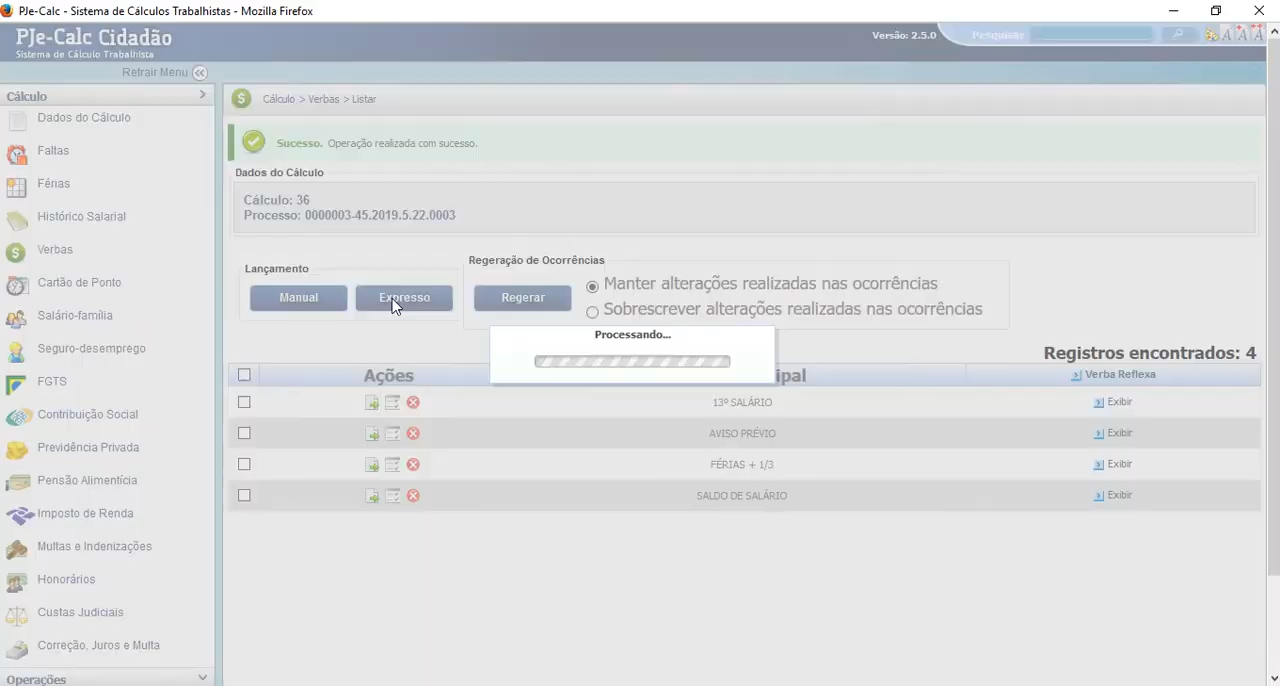 PJe-Calc - Sistema de Cálculos Trabalhistas - Mozilla Firefox
PJe-Calc Cidadão
Sistema de Cálculo Trabalhista
Versão: 2.5.0
Pesquisar
A A A
Retrair Menu
Cálculo
Dados do Cálculo
Faltas
Férias
Histórico Salarial
Verbas
Cartão de Ponto
Salário-família
Seguro-desemprego
FGTS
Contribuição Social
Previdência Privada
Pensão Alimentícia
Imposto de Renda
Multas e Indenizações
Honorários
Custas Judiciais
Correção, Juros e Multa
Operações
Cálculo > Verbas > Listar
Sucesso. Operação realizada com sucesso.
Dados do Cálculo
Cálculo: 36
Processo: 0000003-45.2019.5.22.0003
Lançamento
Manual
Expresso
Regeração de Ocorrências
Regerar
Manter alterações realizadas nas ocorrências
Sobrescrever alterações realizadas nas ocorrências
Processando...
Registros encontrados: 4
Ações
ipal
Verba Reflexa
13º SALÁRIO
Exibir
AVISO PRÉVIO
Exibir
FÉRIAS + 1/3
Exibir
SALDO DE SALÁRIO
Exibir